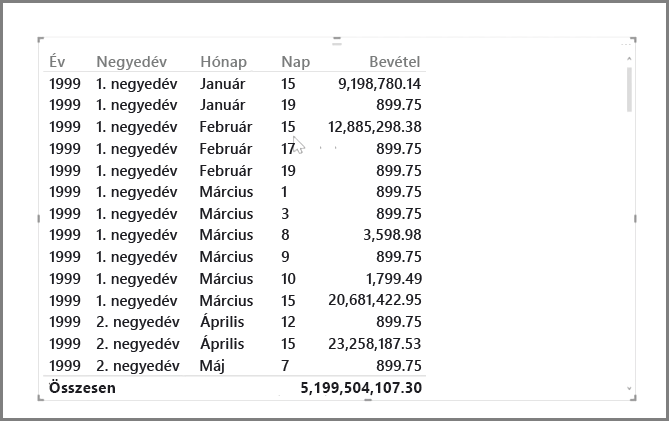 Év Negyedév Hónap Nap Bevétel
1999 1. negyedév Január 15 9,198,780.14
1999 1. negyedév Január 19 899.75
1999 1. negyedév Február 15 12,885,298.38
1999 1. negyedév Február 17 899.75
1999 1. negyedév Február 19 899.75
1999 1. negyedév Március 1 899.75
1999 1. negyedév Március 3 899.75
1999 1. negyedév Március 8 3,598.98
1999 1. negyedév Március 9 899.75
1999 1. negyedév Március 10 1,799.49
1999 1. negyedév Március 15 20,681,422.95
1999 2. negyedév Április 12 899.75
1999 2. negyedév Április 15 23,258,187.53
1999 2. negyedév Máj 7 899.75
Összesen 5,199,504,107.30